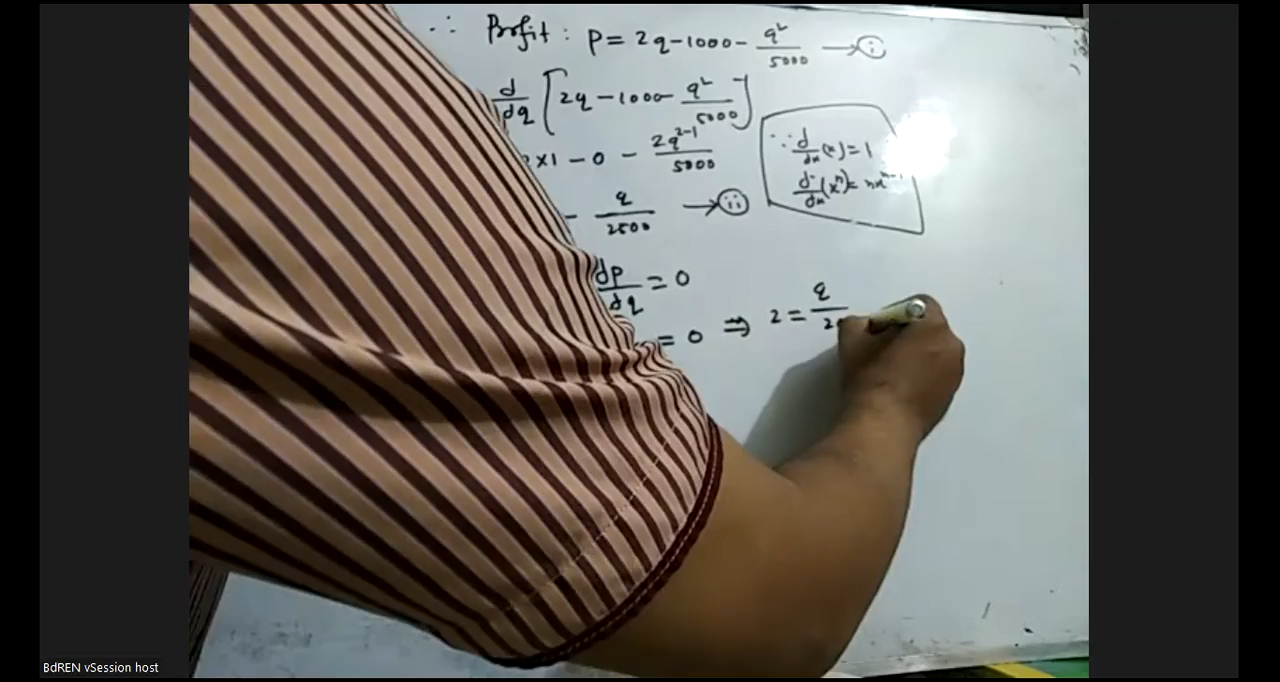 ∴ Profit : P = 2q - 1000 - q²/5000 → (i)
d/dq [2q - 1000 - q²/5000]
×1 - 0 - 2q²⁻¹/5000
∵ d/dx (x) = 1
d/dx (xⁿ) = nxⁿ⁻¹
- q/2500 → (ii)
dp/dq = 0
= 0 ⇒ 2 = q/2
BdREN vSession host